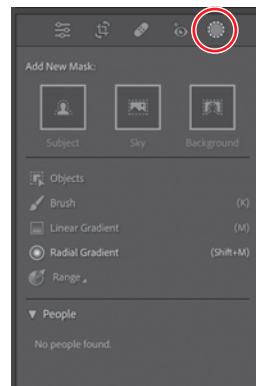 Add New Mask:
Subject Sky Background
Objects
Brush (K)
Linear Gradient (M)
Radial Gradient (Shift+M)
Range
People
No people found.